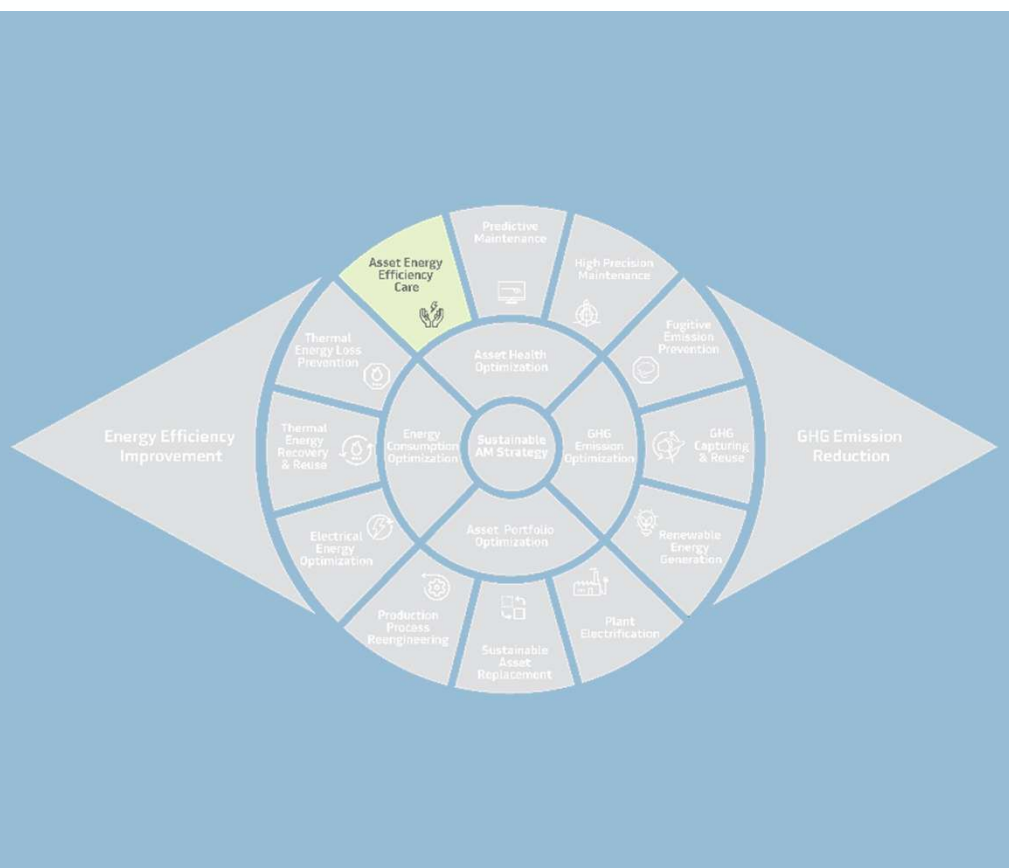 Predictive
Maintenance
Asset Energy
Efficiency
Care
High Precision
Maintenance
Thermal
Energy Loss
Prevention
Fugitive
Emission
Prevention
Asset Health
Optimization
Energy Efficiency
Improvement
Thermal
Energy
Recovery
& Reuse
Energy
Consumption
Optimization
Sustainable
AM Strategy
GHG
Emission
Optimization
GHG
Capturing
& Reuse
GHG Emission
Reduction
Electrical
Energy
Optimization
Asset Portfolio
Optimization
Renewable
Energy
Generation
Production
Process
Reengineering
Sustainable
Asset
Replacement
Plant
Electrification